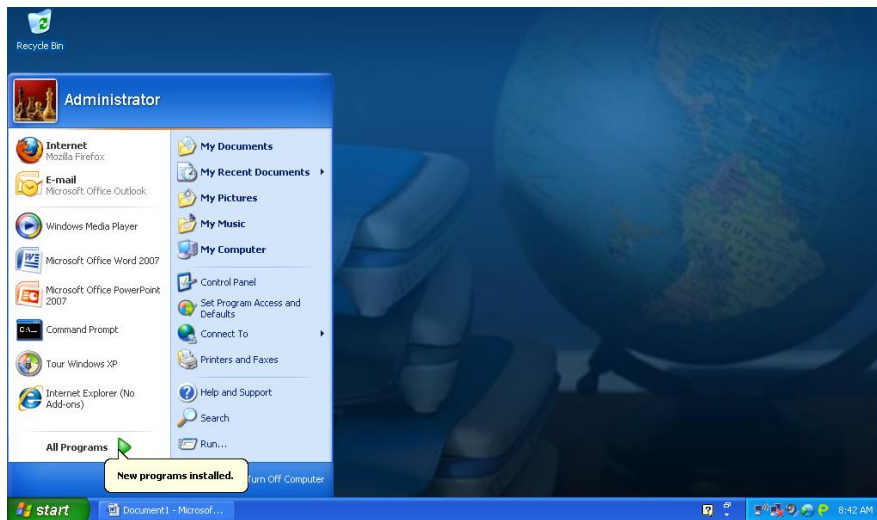 Recycle Bin
Administrator
Internet
Mozilla Firefox
E-mail
Microsoft Office Outlook
Windows Media Player
Microsoft Office Word 2007
Microsoft Office PowerPoint
2007
Command Prompt
Tour Windows XP
Internet Explorer (No
Add-ons)
All Programs
My Documents
My Recent Documents
My Pictures
My Music
My Computer
Control Panel
Set Program Access and
Defaults
Connect To
Printers and Faxes
Help and Support
Search
Run...
New programs installed.
Turn Off Computer
start
Document1 - Microsof...
8:42 AM